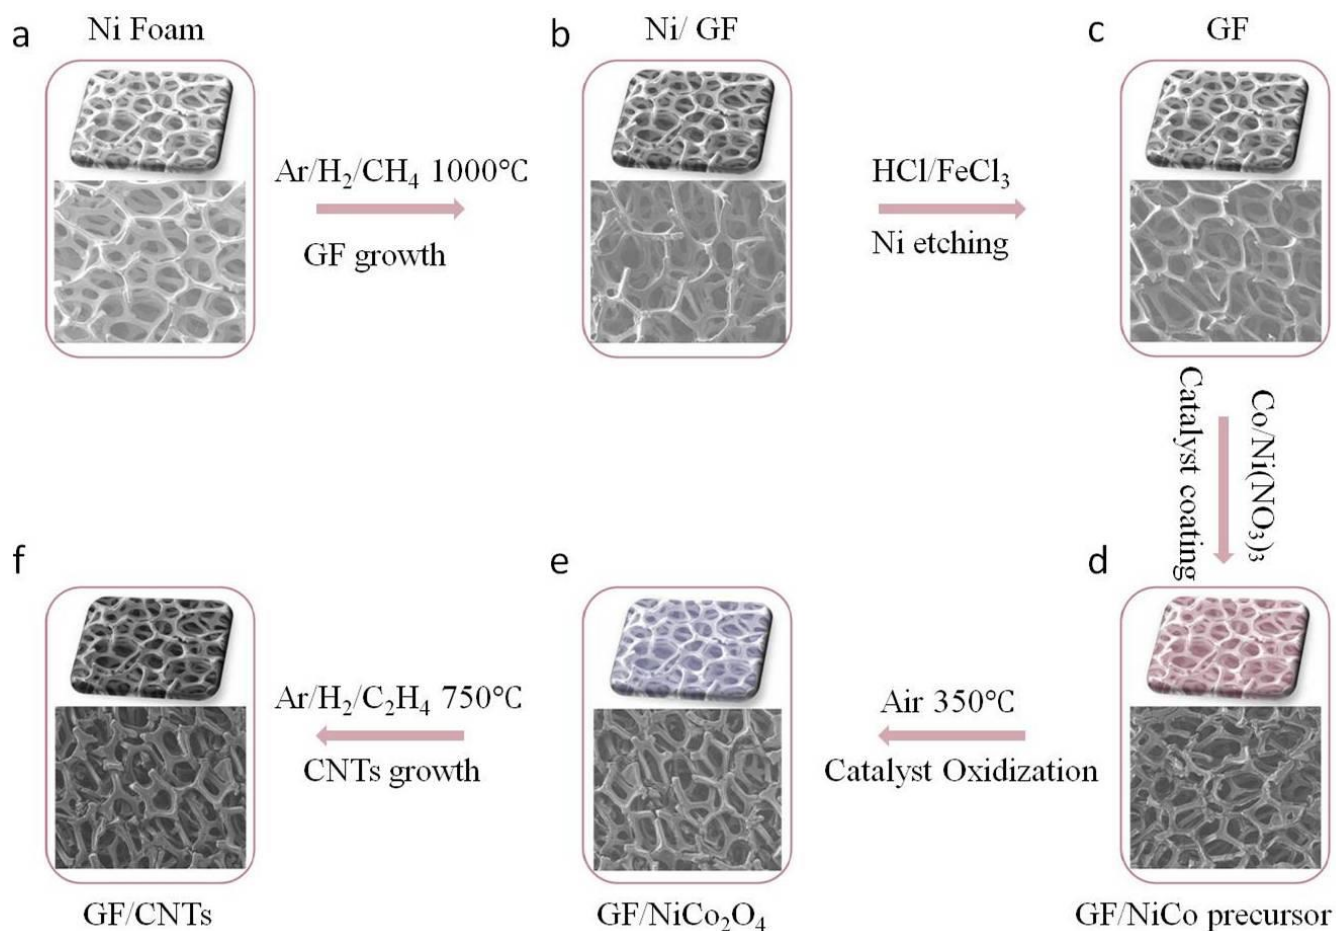 a
Ni Foam
b
Ni/ GF
c
GF
Ar/H₂/CH₄ 1000℃
GF growth
HCl/FeCl₃
Ni etching
Co/Ni(NO₃)₃
Catalyst coating
f
e
d
Ar/H₂/C₂H₄ 750℃
CNTs growth
Air 350℃
Catalyst Oxidization
GF/CNTs
GF/NiCo₂O₄
GF/NiCo precursor